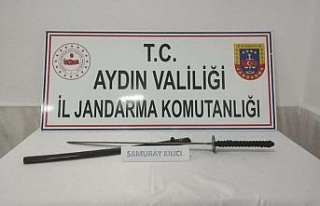 T.C.
AYDIN VALİLİĞİ
İL JANDARMA KOMUTANLIĞI
SAMURAY KILICI